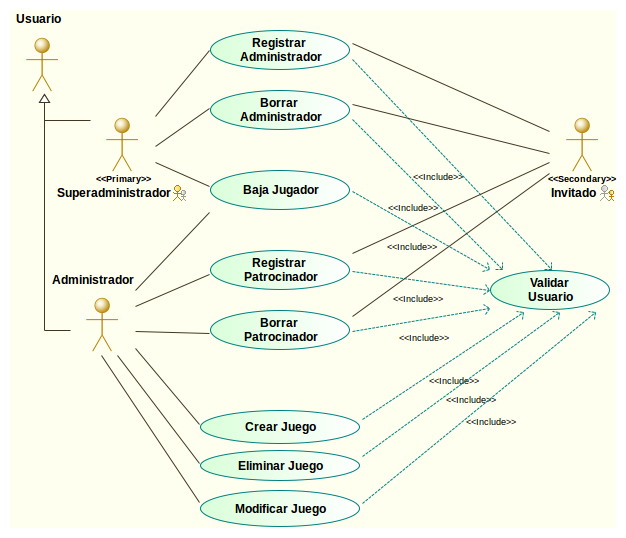 Usuario
Registrar
Administrador
Borrar
Administrador
<<Primary>>
Superadministrador
<<Secondary>>
Invitado
<<Include>>
Baja Jugador
<<Include>>
<<Include>>
Registrar
Patrocinador
Administrador
Validar
Usuario
<<Include>>
Borrar
Patrocinador
<<Include>>
<<Include>>
<<Include>>
Crear Juego
<<Include>>
Eliminar Juego
Modificar Juego